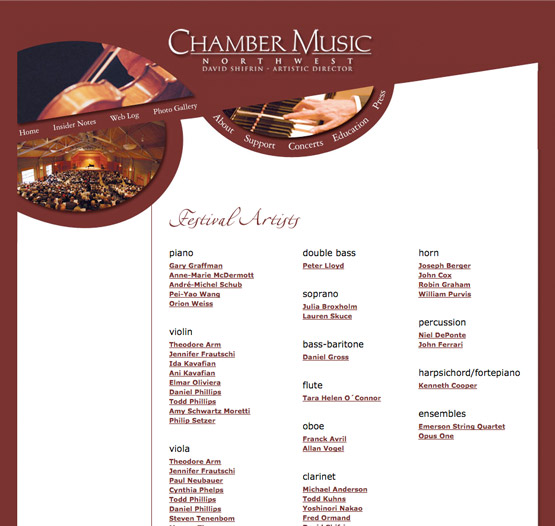 CHAMBER MUSIC
NORTHWEST
DAVID SHIFRIN - ARTISTIC DIRECTOR
Home
Insider Notes
Web Log
Photo Gallery
About
Support
Concerts
Education
Press
Festival Artists
piano
Gary Graffman
Anne-Marie McDermott
André-Michel Schub
Pei-Yao Wang
Orion Weiss
violin
Theodore Arm
Jennifer Frautschi
Ida Kavafian
Ani Kavafian
Elmar Oliviera
Daniel Phillips
Todd Phillips
Amy Schwartz Moretti
Philip Setzer
viola
Theodore Arm
Jennifer Frautschi
Paul Neubauer
Cynthia Phelps
Todd Phillips
Daniel Phillips
Steven Tenenbom
double bass
Peter Lloyd
soprano
Julia Broxholm
Lauren Skuce
bass-baritone
Daniel Gross
flute
Tara Helen O´Connor
oboe
Franck Avril
Allan Vogel
clarinet
Michael Anderson
Todd Kuhns
Yoshinori Nakao
Fred Ormand
horn
Joseph Berger
John Cox
Robin Graham
William Purvis
percussion
Niel DePonte
John Ferrari
harpsichord/fortepiano
Kenneth Cooper
ensembles
Emerson String Quartet
Opus One